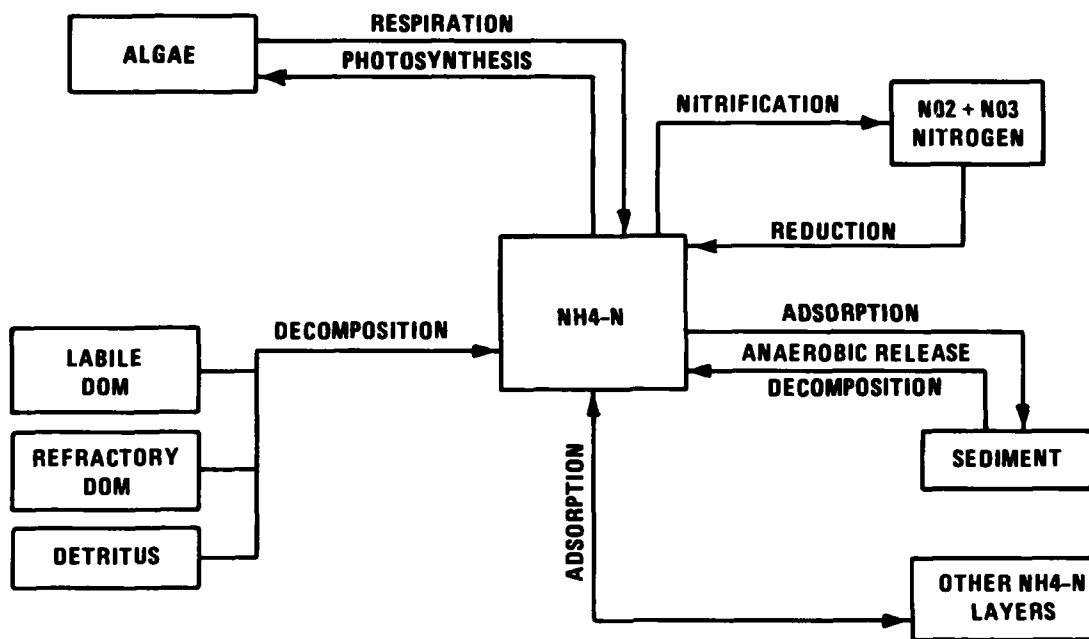 RESPIRATION
ALGAE
PHOTOSYNTHESIS
NITRIFICATION
NO2 + NO3
NITROGEN
REDUCTION
NH4-N
ADSORPTION
DECOMPOSITION
ANAEROBIC RELEASE
DECOMPOSITION
LABILE
DOM
REFRACTORY
DOM
SEDIMENT
ADSORPTION
DETRITUS
OTHER NH4-N
LAYERS